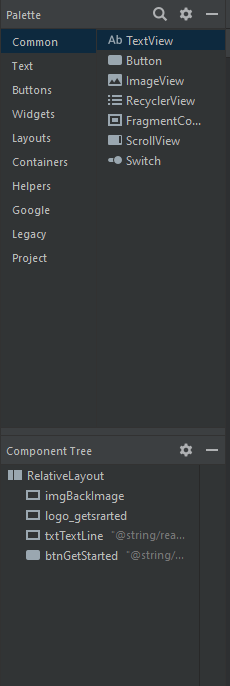 Palette
Common
Text
Buttons
Widgets
Layouts
Containers
Helpers
Google
Legacy
Project
Ab TextView
Button
ImageView
RecyclerView
FragmentCo...
ScrollView
Switch
Component Tree
RelativeLayout
imgBackImage
logo_getsrarted
txtTextLine "@string/rea...
btnGetStarted "@string/...